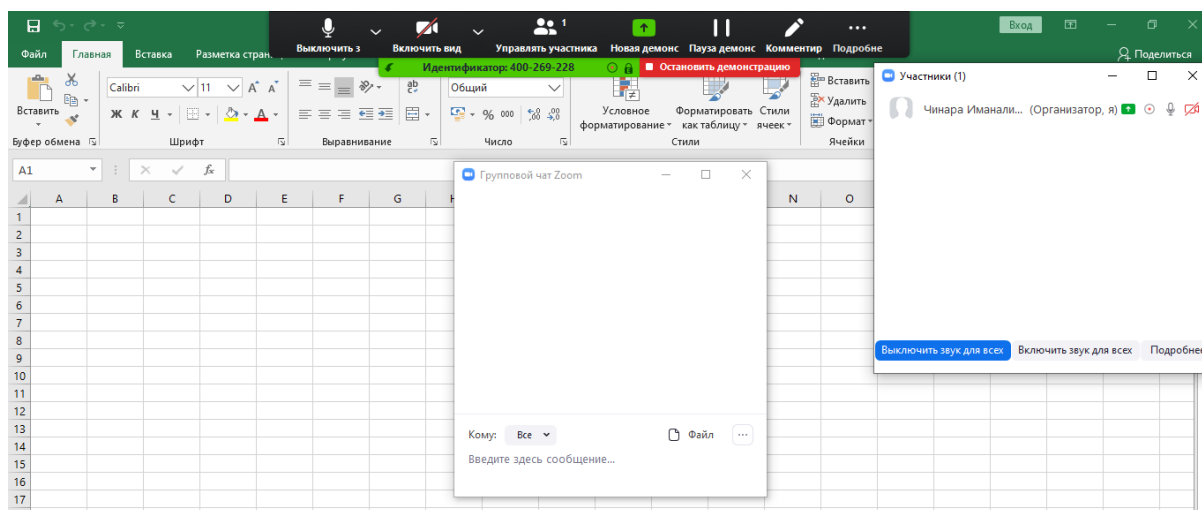 Вход
Файл Главная Вставка Разметка стран
Поделиться
Выключить з Включить вид Управлять участника 1 Новая демонс Пауза демонс Комментир Подробне
Идентификатор: 400-269-228 Остановить демонстрацию
Вставить
Calibri 11
Ж К Ч
Общий
% 000
Условное форматирование
Форматировать как таблицу
Стили ячеек
Вставить
Удалить
Формат
Буфер обмена Шрифт Выравнивание Число Стили Ячейки
Участники (1)
Чинара Иманали... (Организатор, я)
Выключить звук для всех Включить звук для всех Подробнее
A1 fx
A B C D E F G N O
1
2
3
4
5
6
7
8
9
10
11
12
13
14
15
16
17
Групповой чат Zoom
Кому: Все Файл ...
Введите здесь сообщение...